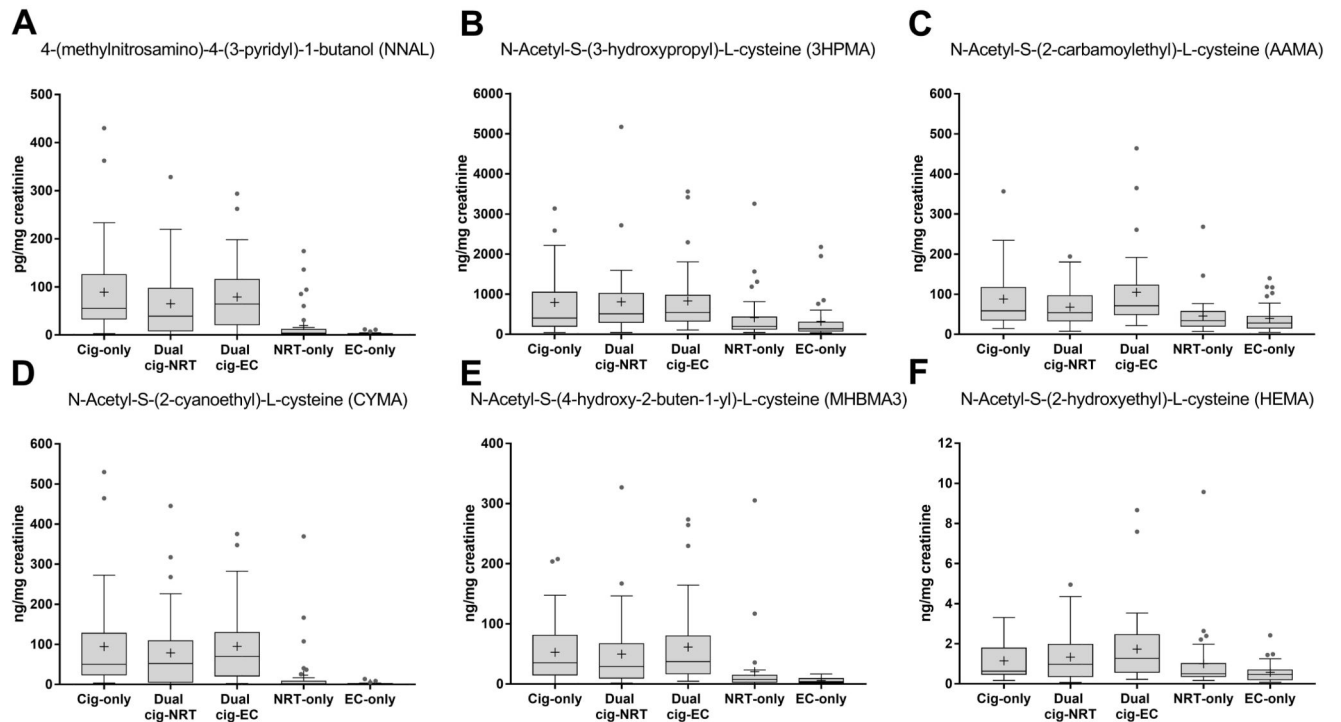 A
4-(methylnitrosamino)-4-(3-pyridyl)-1-butanol (NNAL)
pg/mg creatinine
500
400
300
200
100
0
Cig-only
Dual cig-NRT
Dual cig-EC
NRT-only
EC-only
B
N-Acetyl-S-(3-hydroxypropyl)-L-cysteine (3HPMA)
ng/mg creatinine
6000
5000
4000
3000
2000
1000
0
Cig-only
Dual cig-NRT
Dual cig-EC
NRT-only
EC-only
C
N-Acetyl-S-(2-carbamoylethyl)-L-cysteine (AAMA)
ng/mg creatinine
600
500
400
300
200
100
0
Cig-only
Dual cig-NRT
Dual cig-EC
NRT-only
EC-only
D
N-Acetyl-S-(2-cyanoethyl)-L-cysteine (CYMA)
ng/mg creatinine
600
500
400
300
200
100
0
Cig-only
Dual cig-NRT
Dual cig-EC
NRT-only
EC-only
E
N-Acetyl-S-(4-hydroxy-2-buten-1-yl)-L-cysteine (MHBMA3)
ng/mg creatinine
400
300
200
100
0
Cig-only
Dual cig-NRT
Dual cig-EC
NRT-only
EC-only
F
N-Acetyl-S-(2-hydroxyethyl)-L-cysteine (HEMA)
ng/mg creatinine
12
10
8
6
4
2
0
Cig-only
Dual cig-NRT
Dual cig-EC
NRT-only
EC-only